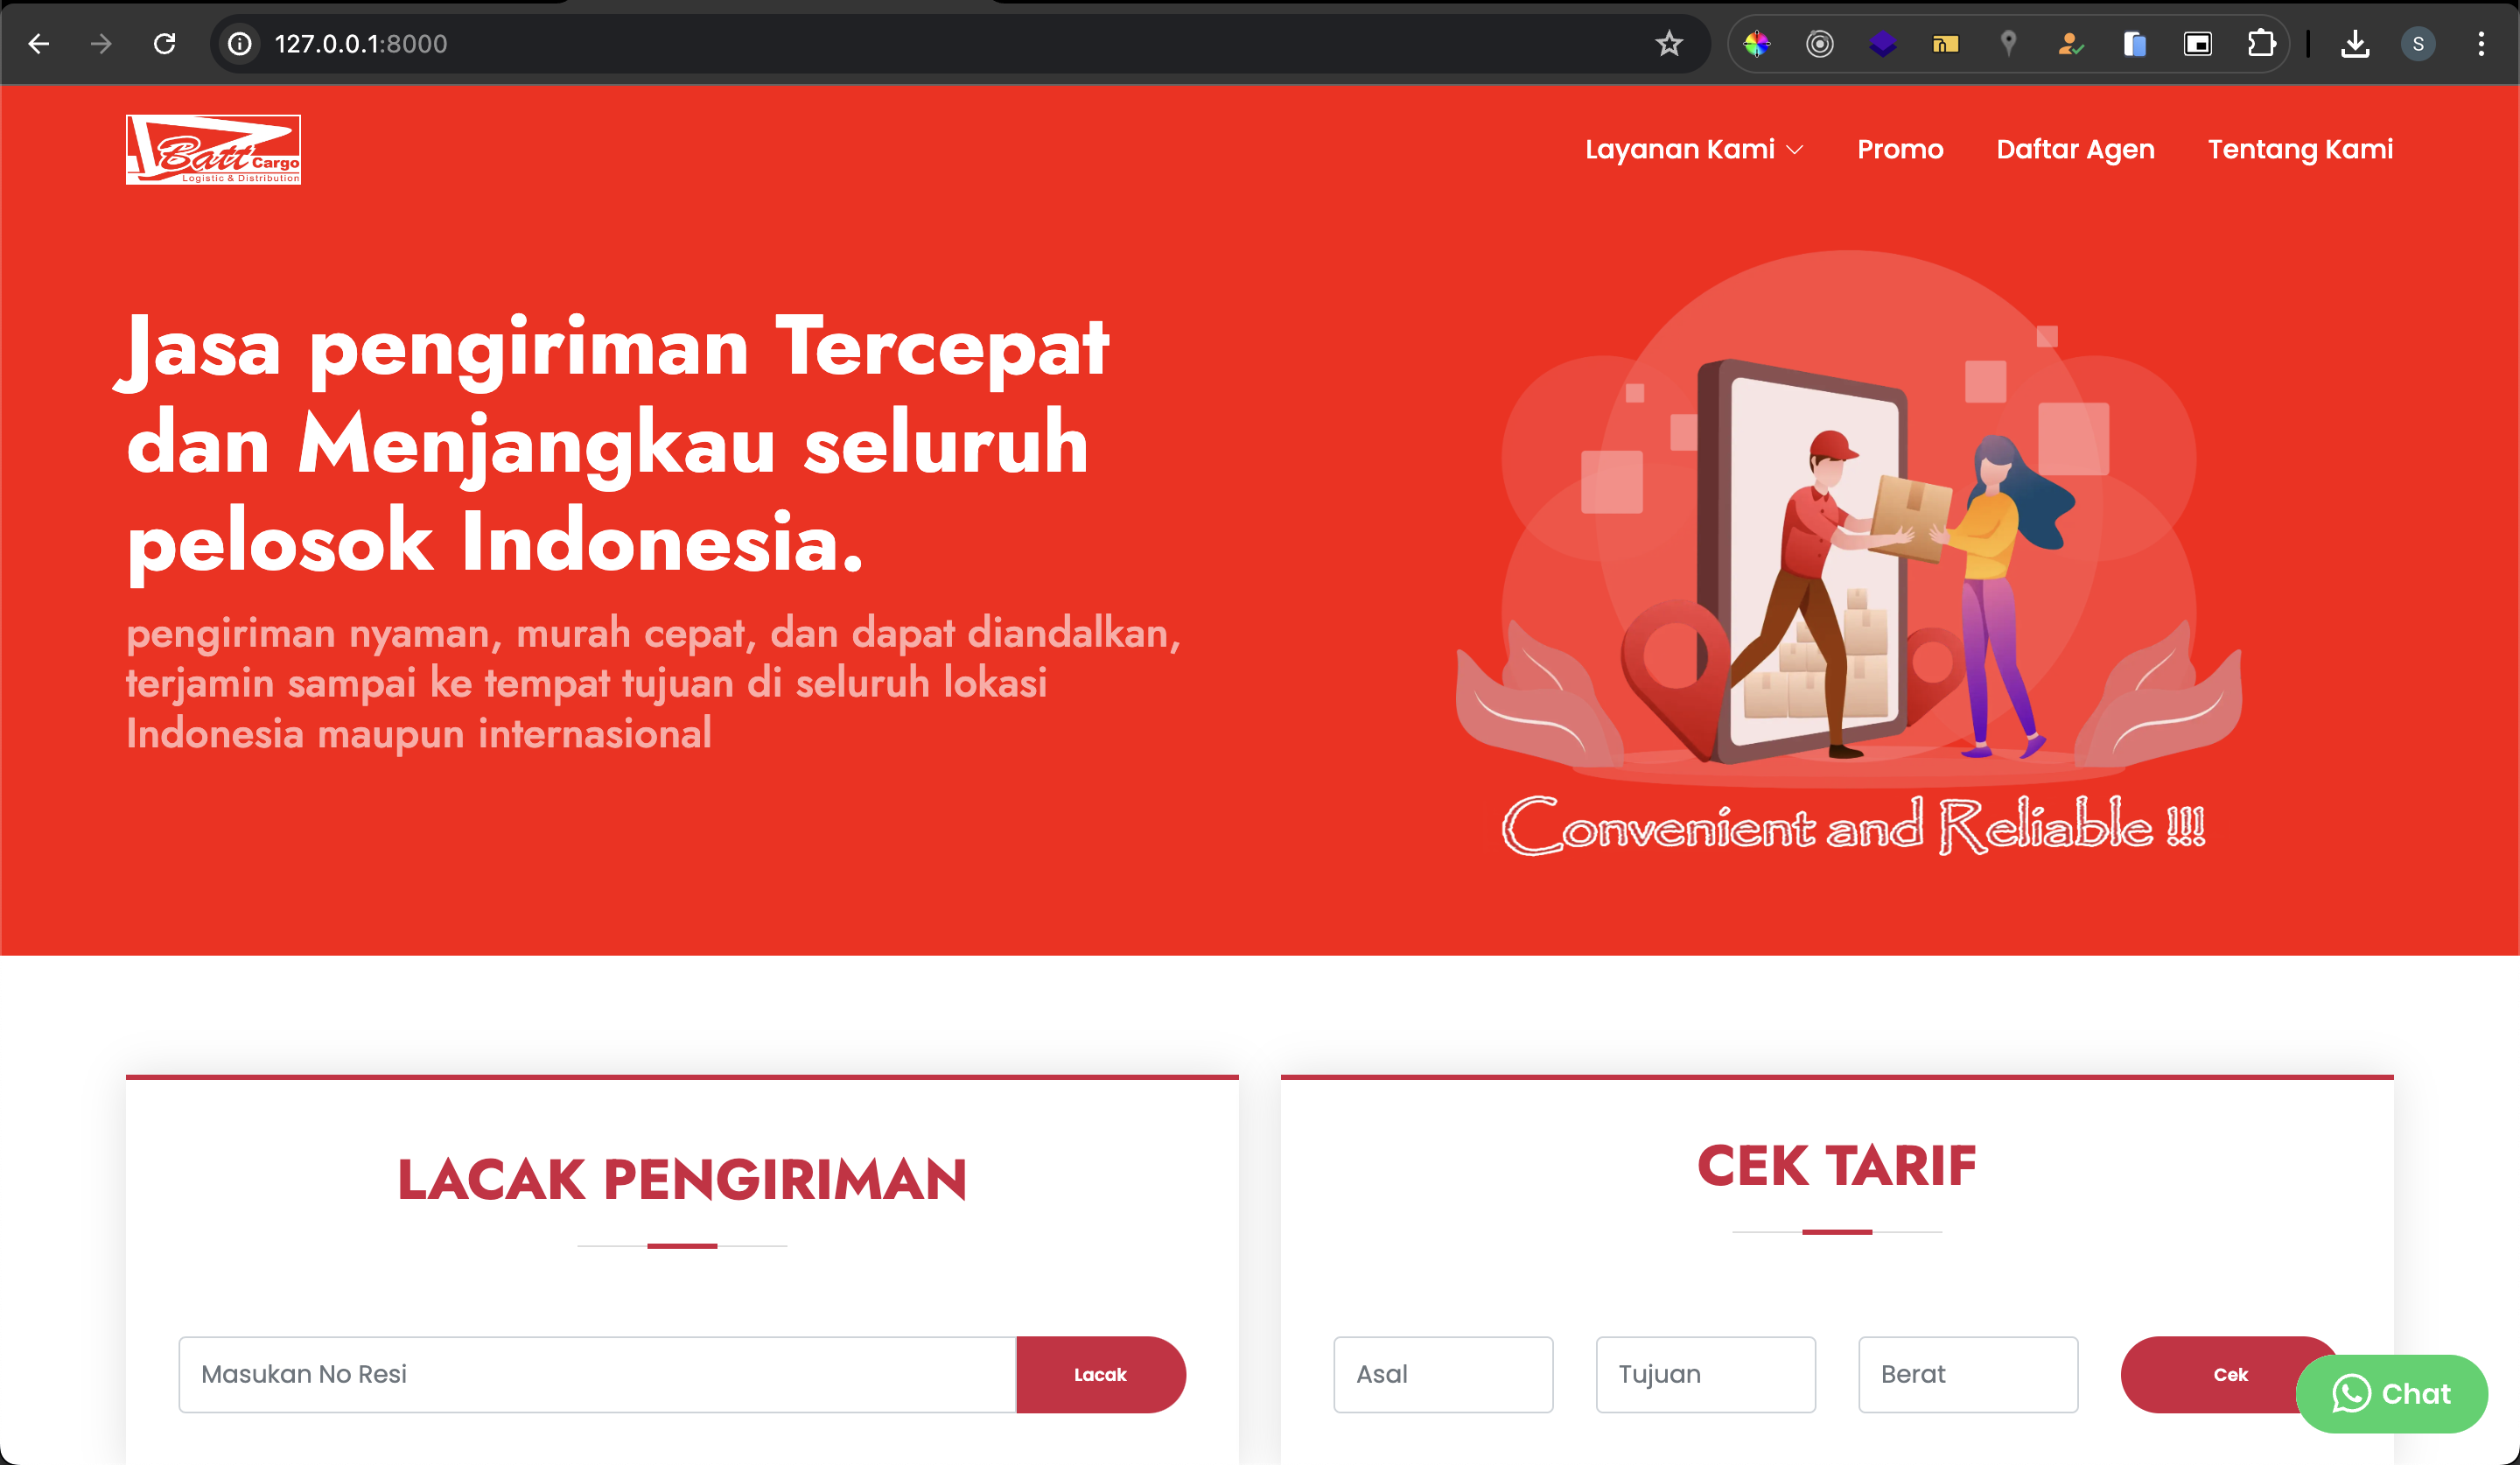 127.0.0.1:8000
S
Batt Cargo
Logistic & Distribution
Layanan Kami
Promo
Daftar Agen
Tentang Kami
Jasa pengiriman Tercepat
dan Menjangkau seluruh
pelosok Indonesia.
pengiriman nyaman, murah cepat, dan dapat diandalkan,
terjamin sampai ke tempat tujuan di seluruh lokasi
Indonesia maupun internasional
Convenient and Reliable !!!
LACAK PENGIRIMAN
Masukan No Resi
Lacak
CEK TARIF
Asal
Tujuan
Berat
Cek
Chat